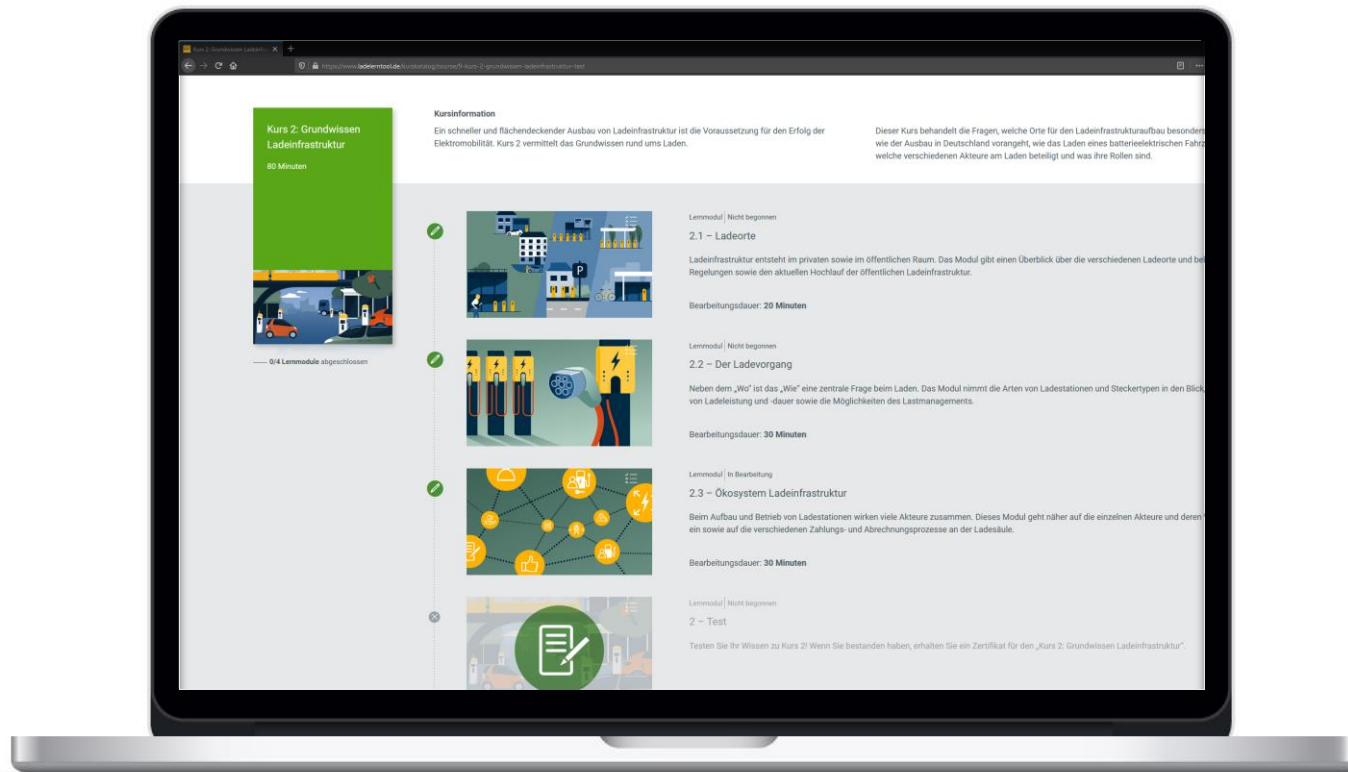 Kurs 2: Grundwissen Ladeinfra
https://www.ladelerntool.de/kurskatalog/course/9-kurs-2-grundwissen-ladeinfrastruktur-test
Kurs 2: Grundwissen
Ladeinfrastruktur
80 Minuten
0/4 Lernmodule abgeschlossen
Kursinformation
Ein schneller und flächendeckender Ausbau von Ladeinfrastruktur ist die Voraussetzung für den Erfolg der
Elektromobilität. Kurs 2 vermittelt das Grundwissen rund ums Laden.
Dieser Kurs behandelt die Fragen, welche Orte für den Ladeinfrastrukturaufbau besonders
wie der Ausbau in Deutschland vorangeht, wie das Laden eines batterieelektrischen Fahrz
welche verschiedenen Akteure am Laden beteiligt und was ihre Rollen sind.
P
Lernmodul | Nicht begonnen
2.1 – Ladeorte
Ladeinfrastruktur entsteht im privaten sowie im öffentlichen Raum. Das Modul gibt einen Überblick über die verschiedenen Ladeorte und bel
Regelungen sowie den aktuellen Hochlauf der öffentlichen Ladeinfrastruktur.
Bearbeitungsdauer: 20 Minuten
Lernmodul | Nicht begonnen
2.2 – Der Ladevorgang
Neben dem „Wo" ist das „Wie" eine zentrale Frage beim Laden. Das Modul nimmt die Arten von Ladestationen und Steckertypen in den Blick,
von Ladeleistung und -dauer sowie die Möglichkeiten des Lastmanagements.
Bearbeitungsdauer: 30 Minuten
Lernmodul | In Bearbeitung
2.3 – Ökosystem Ladeinfrastruktur
Beim Aufbau und Betrieb von Ladestationen wirken viele Akteure zusammen. Dieses Modul geht näher auf die einzelnen Akteure und deren
ein sowie auf die verschiedenen Zahlungs- und Abrechnungsprozesse an der Ladesäule.
Bearbeitungsdauer: 30 Minuten
Lernmodul | Nicht begonnen
2 – Test
Testen Sie Ihr Wissen zu Kurs 2! Wenn Sie bestanden haben, erhalten Sie ein Zertifikat für den „Kurs 2: Grundwissen Ladeinfrastruktur".